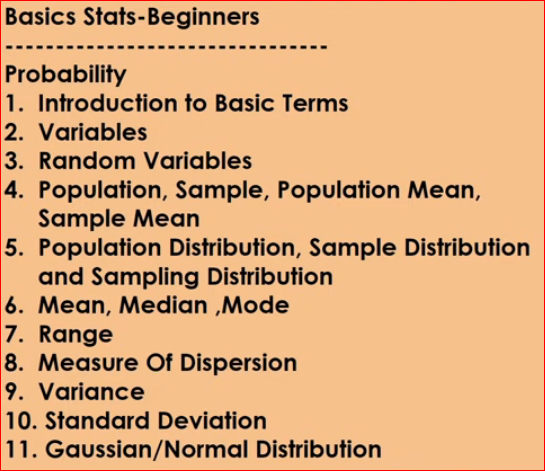 Basics Stats-Beginners
--------------------------------
Probability
1. Introduction to Basic Terms
2. Variables
3. Random Variables
4. Population, Sample, Population Mean,
Sample Mean
5. Population Distribution, Sample Distribution
and Sampling Distribution
6. Mean, Median ,Mode
7. Range
8. Measure Of Dispersion
9. Variance
10. Standard Deviation
11. Gaussian/Normal Distribution